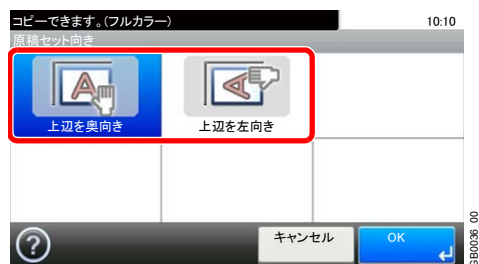 コピーできます。(フルカラー)
10:10
原稿セット向き
上辺を奥向き
上辺を左向き
キャンセル
OK
GB0036_00